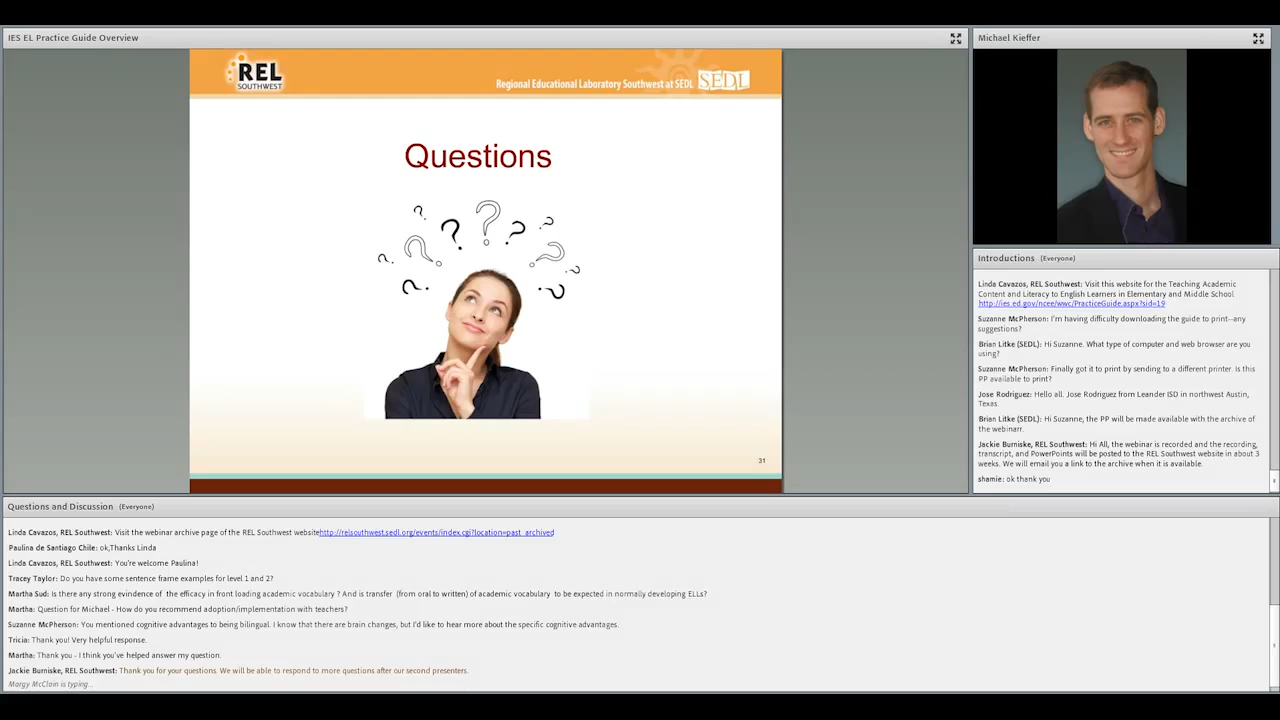 IES EL Practice Guide Overview
REL
SOUTHWEST
Regional Educational Laboratory Southwest at SEDL
SEDL
Questions
? ? ? ? ? ? ? ? ? ? ?
31
Michael Kieffer
Introductions (Everyone)
Linda Cavazos, REL Southwest: Visit this website for the Teaching Academic
Content and Literacy to English Learners in Elementary and Middle School
http://ies.ed.gov/ncee/wwc/PracticeGuide.aspx?sid=19
Suzanne McPherson: I'm having difficulty downloading the guide to print--any
suggestions?
Brian Litke (SEDL): Hi Suzanne. What type of computer and web browser are you
using?
Suzanne McPherson: Finally got it to print by sending to a different printer. Is this
PP available to print?
Jose Rodriguez: Hello all. Jose Rodriguez from Leander ISD in northwest Austin,
Texas.
Brian Litke (SEDL): Hi Suzanne, the PP will be made available with the archive of
the webinarr.
Jackie Burniske, REL Southwest: Hi All, the webinar is recorded and the recording,
transcript, and PowerPoints will be posted to the REL Southwest website in about 3
weeks. We will email you a link to the archive when it is available.
shamie: ok thank you
Questions and Discussion (Everyone)
Linda Cavazos, REL Southwest: Visit the webinar archive page of the REL Southwest websitehttp://relsouthwest.sedl.org/events/index.cgi?location=past_archived
Paulina de Santiago Chile: ok,Thanks Linda
Linda Cavazos, REL Southwest: You're welcome Paulina!
Tracey Taylor: Do you have some sentence frame examples for level 1 and 2?
Martha Sud: Is there any strong evindence of the efficacy in front loading academic vocabulary ? And is transfer (from oral to written) of academic vocabulary to be expected in normally developing ELLs?
Martha: Question for Michael - How do you recommend adoption/implementation with teachers?
Suzanne McPherson: You mentioned cognitive advantages to being bilingual. I know that there are brain changes, but I'd like to hear more about the specific cognitive advantages.
Tricia: Thank you! Very helpful response.
Martha: Thank you - I think you've helped answer my question.
Jackie Burniske, REL Southwest: Thank you for your questions. We will be able to respond to more questions after our second presenters.
Margy McClain is typing...